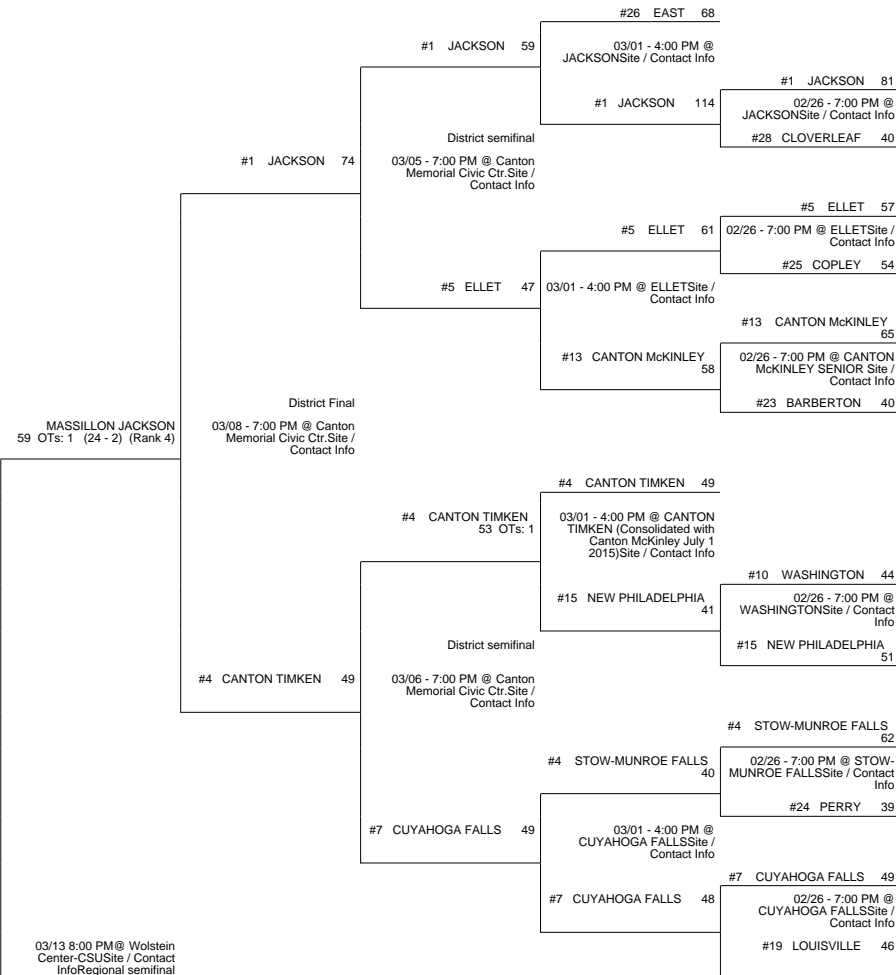 #26 EAST 68
#1 JACKSON 59
03/01 - 4:00 PM @
JACKSONSite / Contact Info
#1 JACKSON 81
#1 JACKSON 114
02/26 - 7:00 PM @
JACKSONSite / Contact Info
District semifinal
#28 CLOVERLEAF 40
#1 JACKSON 74
03/05 - 7:00 PM @ Canton
Memorial Civic Ctr.Site /
Contact Info
#5 ELLET 57
#5 ELLET 61
02/26 - 7:00 PM @ ELLETSite /
Contact Info
#25 COPLEY 54
#5 ELLET 47
03/01 - 4:00 PM @ ELLETSite /
Contact Info
#13 CANTON McKINLEY
65
#13 CANTON McKINLEY
58
02/26 - 7:00 PM @ CANTON
McKINLEY SENIOR Site /
Contact Info
District Final
#23 BARBERTON 40
MASSILLON JACKSON
59 OTs: 1 (24 - 2) (Rank 4)
03/08 - 7:00 PM @ Canton
Memorial Civic Ctr.Site /
Contact Info
#4 CANTON TIMKEN 49
#4 CANTON TIMKEN
53 OTs: 1
03/01 - 4:00 PM @ CANTON
TIMKEN (Consolidated with
Canton McKinley July 1
2015)Site / Contact Info
#10 WASHINGTON 44
#15 NEW PHILADELPHIA
41
02/26 - 7:00 PM @
WASHINGTONSite / Contact
Info
District semifinal
#15 NEW PHILADELPHIA
51
#4 CANTON TIMKEN 49
03/06 - 7:00 PM @ Canton
Memorial Civic Ctr.Site /
Contact Info
#4 STOW-MUNROE FALLS
62
#4 STOW-MUNROE FALLS
40
02/26 - 7:00 PM @ STOW-
MUNROE FALLSSite / Contact
Info
#24 PERRY 39
#7 CUYAHOGA FALLS 49
03/01 - 4:00 PM @
CUYAHOGA FALLSSite /
Contact Info
#7 CUYAHOGA FALLS 49
#7 CUYAHOGA FALLS 48
02/26 - 7:00 PM @
CUYAHOGA FALLSSite /
Contact Info
#19 LOUISVILLE 46
03/13 8:00 PM@ Wolstein
Center-CSUSite / Contact
InfoRegional semifinal